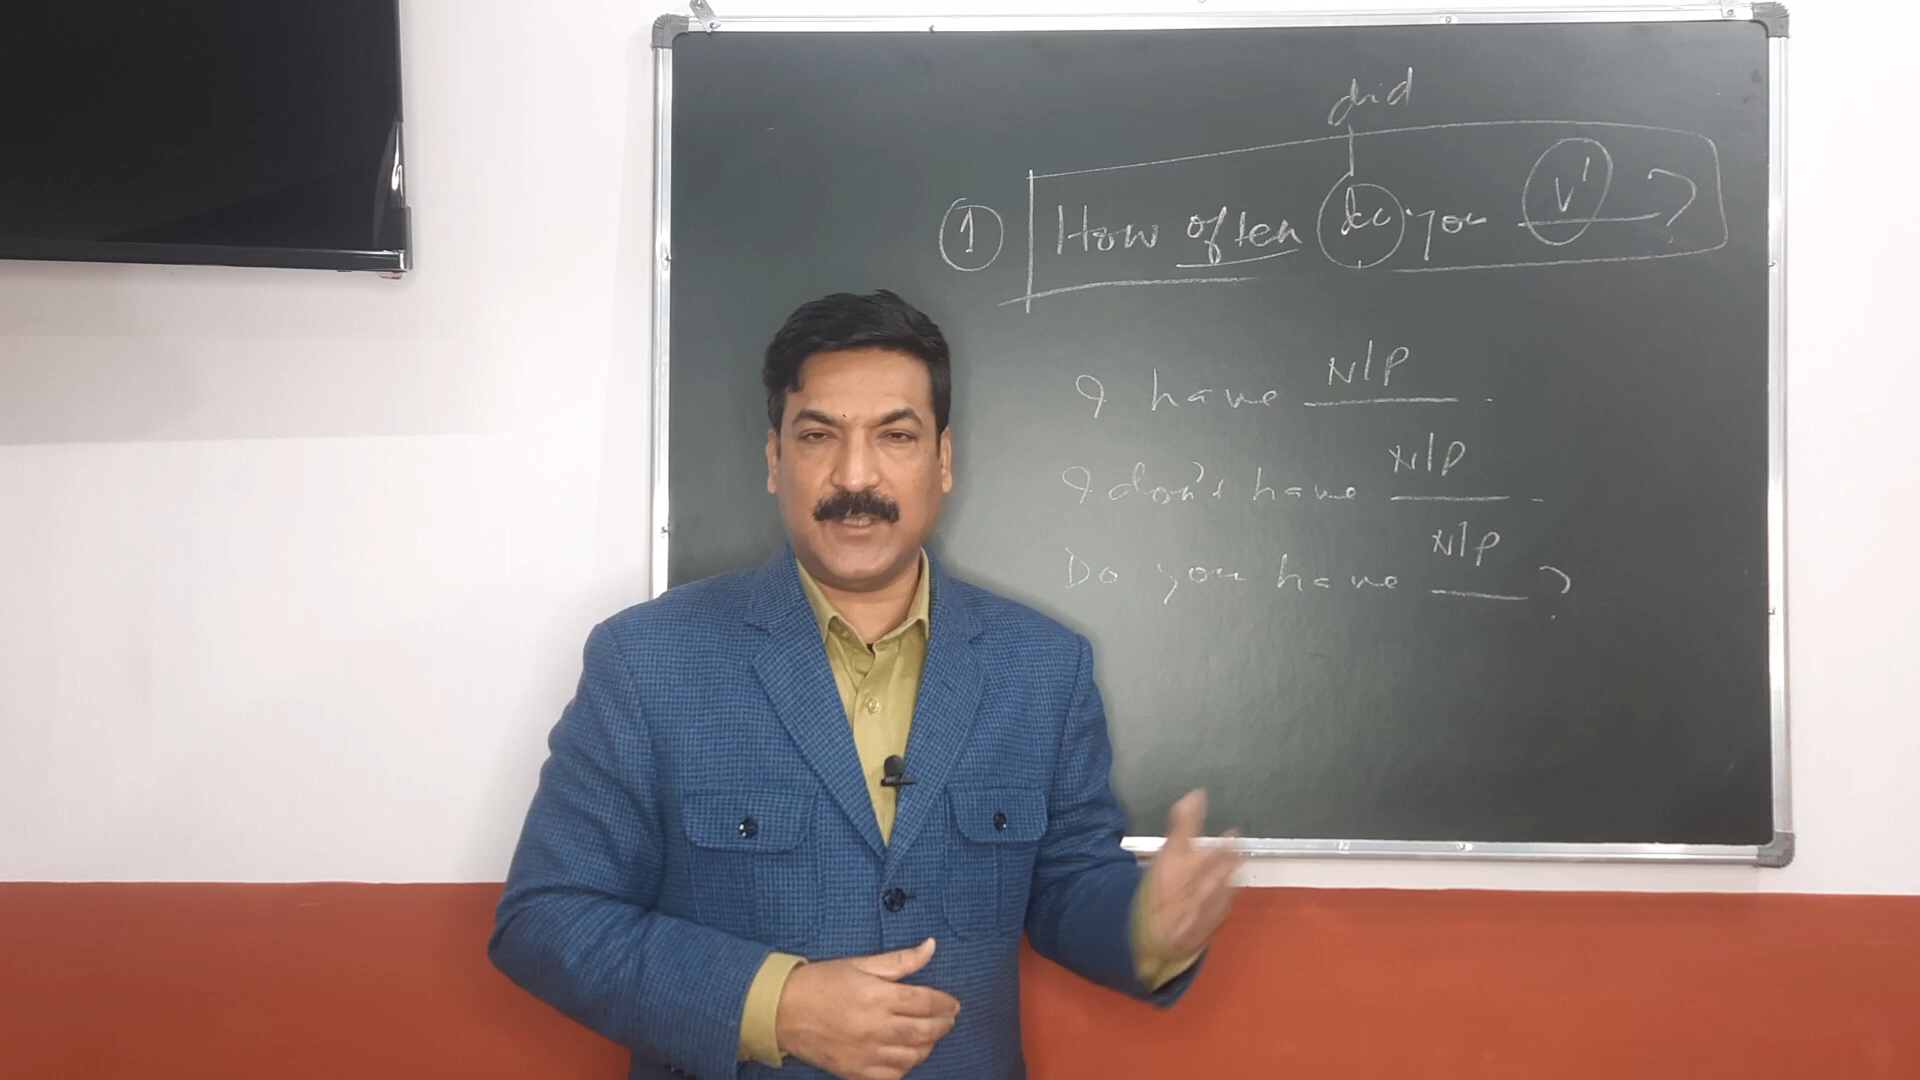 did
① How often do you V¹ ?
I have N/P .
I don't have N/P .
Do you have N/P ?